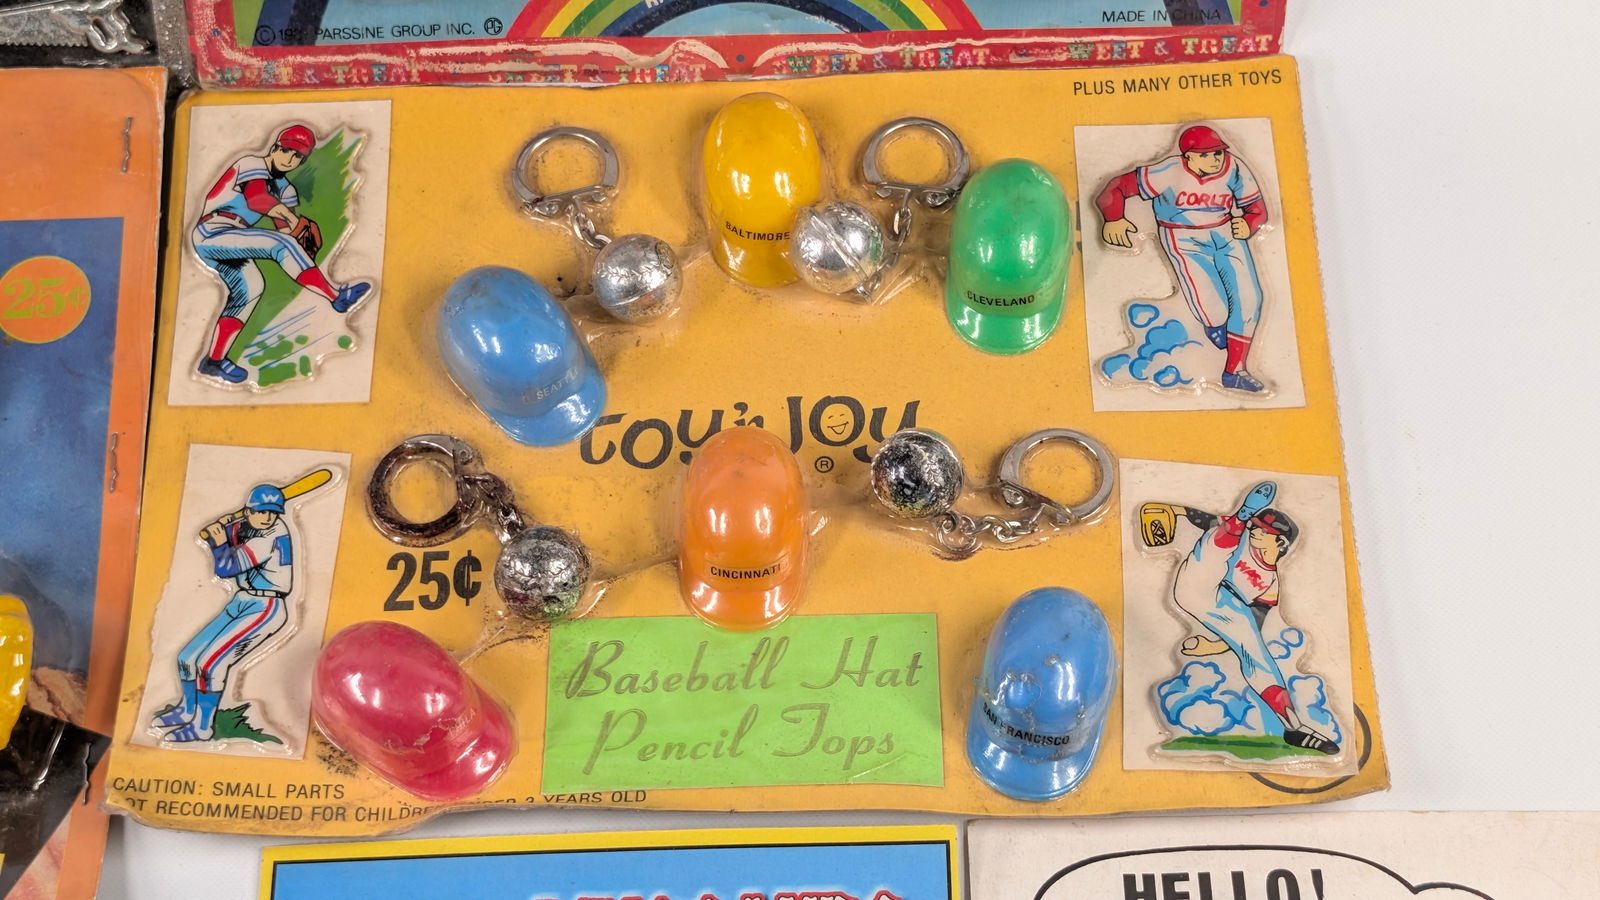 PARSSINE GROUP INC.
MADE IN CHINA
SWEET & TREAT SWEET & TREAT SWEET & TREAT SWEET & TREAT
PLUS MANY OTHER TOYS
25¢
CORLT
BALTIMORE
CLEVELAND
SEATTLE
toy'n Joy
®
W
25¢
CINCINNATI
WASH
Baseball Hat
Pencil Tops
SAN FRANCISCO
CAUTION: SMALL PARTS
NOT RECOMMENDED FOR CHILDREN UNDER 3 YEARS OLD
HELLO!